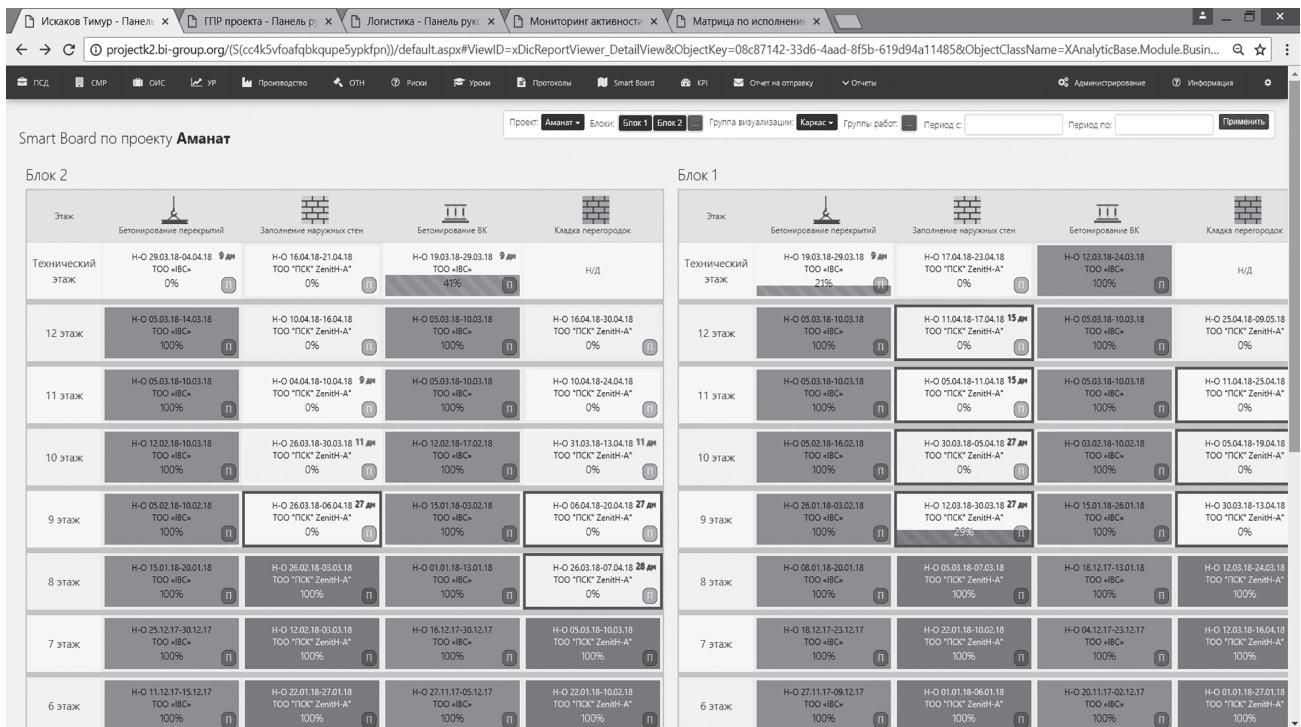 Искаков Тимур - Панель
ГПР проекта - Панель ру
Логистика - Панель рук
Мониторинг активности
Матрица по исполнени
projectk2.bi-group.org/(S(cc4k5vfoafqbkqupe5ypkfpn))/default.aspx#ViewID=xDicReportViewer_DetailView&ObjectKey=08c87142-33d6-4aad-8f5b-619d94a11485&ObjectClassName=XAnalyticBase.Module.Busin...
ПСД СМР ОИС УР Производство ОТН Риски Уроки Протоколы Smart Board KPI Отчет на отправку Отчеты Администрирование Информация
Проект: Аманат Блоки: Блок 1 Блок 2 ... Группа визуализации: Каркас Группы работ: ... Период с: Период по: Применить
Smart Board по проекту Аманат
Блок 2
Этаж Бетонирование перекрытий Заполнение наружных стен Бетонирование ВК Кладка перегородок
Технический этаж
Н-О 29.03.18-04.04.18 9 дн
ТОО «IBC»
0% П
Н-О 16.04.18-21.04.18
ТОО "ПСК" ZenitH-A"
0% П
Н-О 19.03.18-29.03.18 9 дн
ТОО «IBC»
41% П
Н/Д
12 этаж
Н-О 05.03.18-14.03.18
ТОО «IBC»
100% П
Н-О 10.04.18-16.04.18
ТОО "ПСК" ZenitH-A"
0% П
Н-О 05.03.18-10.03.18
ТОО «IBC»
100% П
Н-О 16.04.18-30.04.18
ТОО "ПСК" ZenitH-A"
0% П
11 этаж
Н-О 05.03.18-10.03.18
ТОО «IBC»
100% П
Н-О 04.04.18-10.04.18 9 дн
ТОО "ПСК" ZenitH-A"
0% П
Н-О 05.03.18-10.03.18
ТОО «IBC»
100% П
Н-О 10.04.18-24.04.18
ТОО "ПСК" ZenitH-A"
0% П
10 этаж
Н-О 12.02.18-10.03.18
ТОО «IBC»
100% П
Н-О 26.03.18-30.03.18 11 дн
ТОО "ПСК" ZenitH-A"
0% П
Н-О 12.02.18-17.02.18
ТОО «IBC»
100% П
Н-О 31.03.18-13.04.18 11 дн
ТОО "ПСК" ZenitH-A"
0% П
9 этаж
Н-О 05.02.18-10.02.18
ТОО «IBC»
100% П
Н-О 26.03.18-06.04.18 27 дн
ТОО "ПСК" ZenitH-A"
0% П
Н-О 15.01.18-03.02.18
ТОО «IBC»
100% П
Н-О 06.04.18-20.04.18 27 дн
ТОО "ПСК" ZenitH-A"
0% П
8 этаж
Н-О 15.01.18-20.01.18
ТОО «IBC»
100% П
Н-О 26.02.18-03.03.18
ТОО "ПСК" ZenitH-A"
100% П
Н-О 01.01.18-13.01.18
ТОО «IBC»
100% П
Н-О 26.03.18-07.04.18 28 дн
ТОО "ПСК" ZenitH-A"
0% П
7 этаж
Н-О 25.12.17-30.12.17
ТОО «IBC»
100% П
Н-О 12.02.18-03.03.18
ТОО "ПСК" ZenitH-A"
100% П
Н-О 16.12.17-30.12.17
ТОО «IBC»
100% П
Н-О 05.03.18-10.03.18
ТОО "ПСК" ZenitH-A"
100% П
6 этаж
Н-О 11.12.17-15.12.17
ТОО «IBC»
100% П
Н-О 22.01.18-27.01.18
ТОО "ПСК" ZenitH-A"
100% П
Н-О 27.11.17-05.12.17
ТОО «IBC»
100% П
Н-О 22.01.18-10.02.18
ТОО "ПСК" ZenitH-A"
100% П
Блок 1
Этаж Бетонирование перекрытий Заполнение наружных стен Бетонирование ВК Кладка перегородок
Технический этаж
Н-О 19.03.18-29.03.18 9 дн
ТОО «IBC»
21% П
Н-О 17.04.18-23.04.18
ТОО "ПСК" ZenitH-A"
0% П
Н-О 12.03.18-24.03.18
ТОО «IBC»
100% П
Н/Д
12 этаж
Н-О 05.03.18-10.03.18
ТОО «IBC»
100% П
Н-О 11.04.18-17.04.18 15 дн
ТОО "ПСК" ZenitH-A"
0% П
Н-О 05.03.18-10.03.18
ТОО «IBC»
100% П
Н-О 25.04.18-09.05.18
ТОО "ПСК" ZenitH-A"
0%
11 этаж
Н-О 05.03.18-10.03.18
ТОО «IBC»
100% П
Н-О 05.04.18-11.04.18 15 дн
ТОО "ПСК" ZenitH-A"
0% П
Н-О 05.03.18-10.03.18
ТОО «IBC»
100% П
Н-О 11.04.18-25.04.18
ТОО "ПСК" ZenitH-A"
0%
10 этаж
Н-О 05.02.18-16.02.18
ТОО «IBC»
100% П
Н-О 30.03.18-05.04.18 27 дн
ТОО "ПСК" ZenitH-A"
0% П
Н-О 03.02.18-10.02.18
ТОО «IBC»
100% П
Н-О 05.04.18-19.04.18
ТОО "ПСК" ZenitH-A"
0%
9 этаж
Н-О 26.01.18-03.02.18
ТОО «IBC»
100% П
Н-О 12.03.18-30.03.18 27 дн
ТОО "ПСК" ZenitH-A"
29% П
Н-О 15.01.18-26.01.18
ТОО «IBC»
100% П
Н-О 30.03.18-13.04.18
ТОО "ПСК" ZenitH-A"
0%
8 этаж
Н-О 08.01.18-20.01.18
ТОО «IBC»
100% П
Н-О 05.03.18-07.03.18
ТОО "ПСК" ZenitH-A"
100% П
Н-О 18.12.17-13.01.18
ТОО «IBC»
100% П
Н-О 12.03.18-24.03.18
ТОО "ПСК" ZenitH-A"
100%
7 этаж
Н-О 18.12.17-23.12.17
ТОО «IBC»
100% П
Н-О 22.01.18-10.02.18
ТОО "ПСК" ZenitH-A"
100% П
Н-О 04.12.17-23.12.17
ТОО «IBC»
100% П
Н-О 12.03.18-16.04.18
ТОО "ПСК" ZenitH-A"
100%
6 этаж
Н-О 27.11.17-09.12.17
ТОО «IBC»
100% П
Н-О 01.01.18-06.01.18
ТОО "ПСК" ZenitH-A"
100% П
Н-О 20.11.17-02.12.17
ТОО «IBC»
100% П
Н-О 01.01.18-27.01.18
ТОО "ПСК" ZenitH-A"
100%